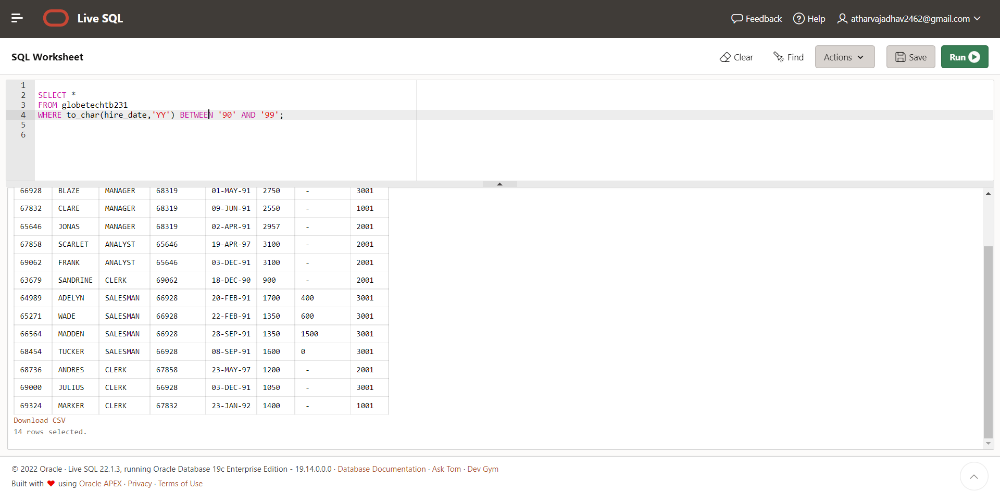 Live SQL
Feedback
Help
atharvajadhav2462@gmail.com
SQL Worksheet
Clear
Find
Actions
Save
Run
1
2 SELECT *
3 FROM globetechtb231
4 WHERE to_char(hire_date,'YY') BETWEEN '90' AND '99';
5
6
66928 BLAZE MANAGER 68319 01-MAY-91 2750 - 3001
67832 CLARE MANAGER 68319 09-JUN-91 2550 - 1001
65646 JONAS MANAGER 68319 02-APR-91 2957 - 2001
67858 SCARLET ANALYST 65646 19-APR-97 3100 - 2001
69062 FRANK ANALYST 65646 03-DEC-91 3100 - 2001
63679 SANDRINE CLERK 69062 18-DEC-90 900 - 2001
64989 ADELYN SALESMAN 66928 20-FEB-91 1700 400 3001
65271 WADE SALESMAN 66928 22-FEB-91 1350 600 3001
66564 MADDEN SALESMAN 66928 28-SEP-91 1350 1500 3001
68454 TUCKER SALESMAN 66928 08-SEP-91 1600 0 3001
68736 ANDRES CLERK 67858 23-MAY-97 1200 - 2001
69000 JULIUS CLERK 66928 03-DEC-91 1050 - 3001
69324 MARKER CLERK 67832 23-JAN-92 1400 - 1001
Download CSV
14 rows selected.
© 2022 Oracle · Live SQL 22.1.3, running Oracle Database 19c Enterprise Edition - 19.14.0.0.0 · Database Documentation · Ask Tom · Dev Gym
Built with ❤ using Oracle APEX · Privacy · Terms of Use